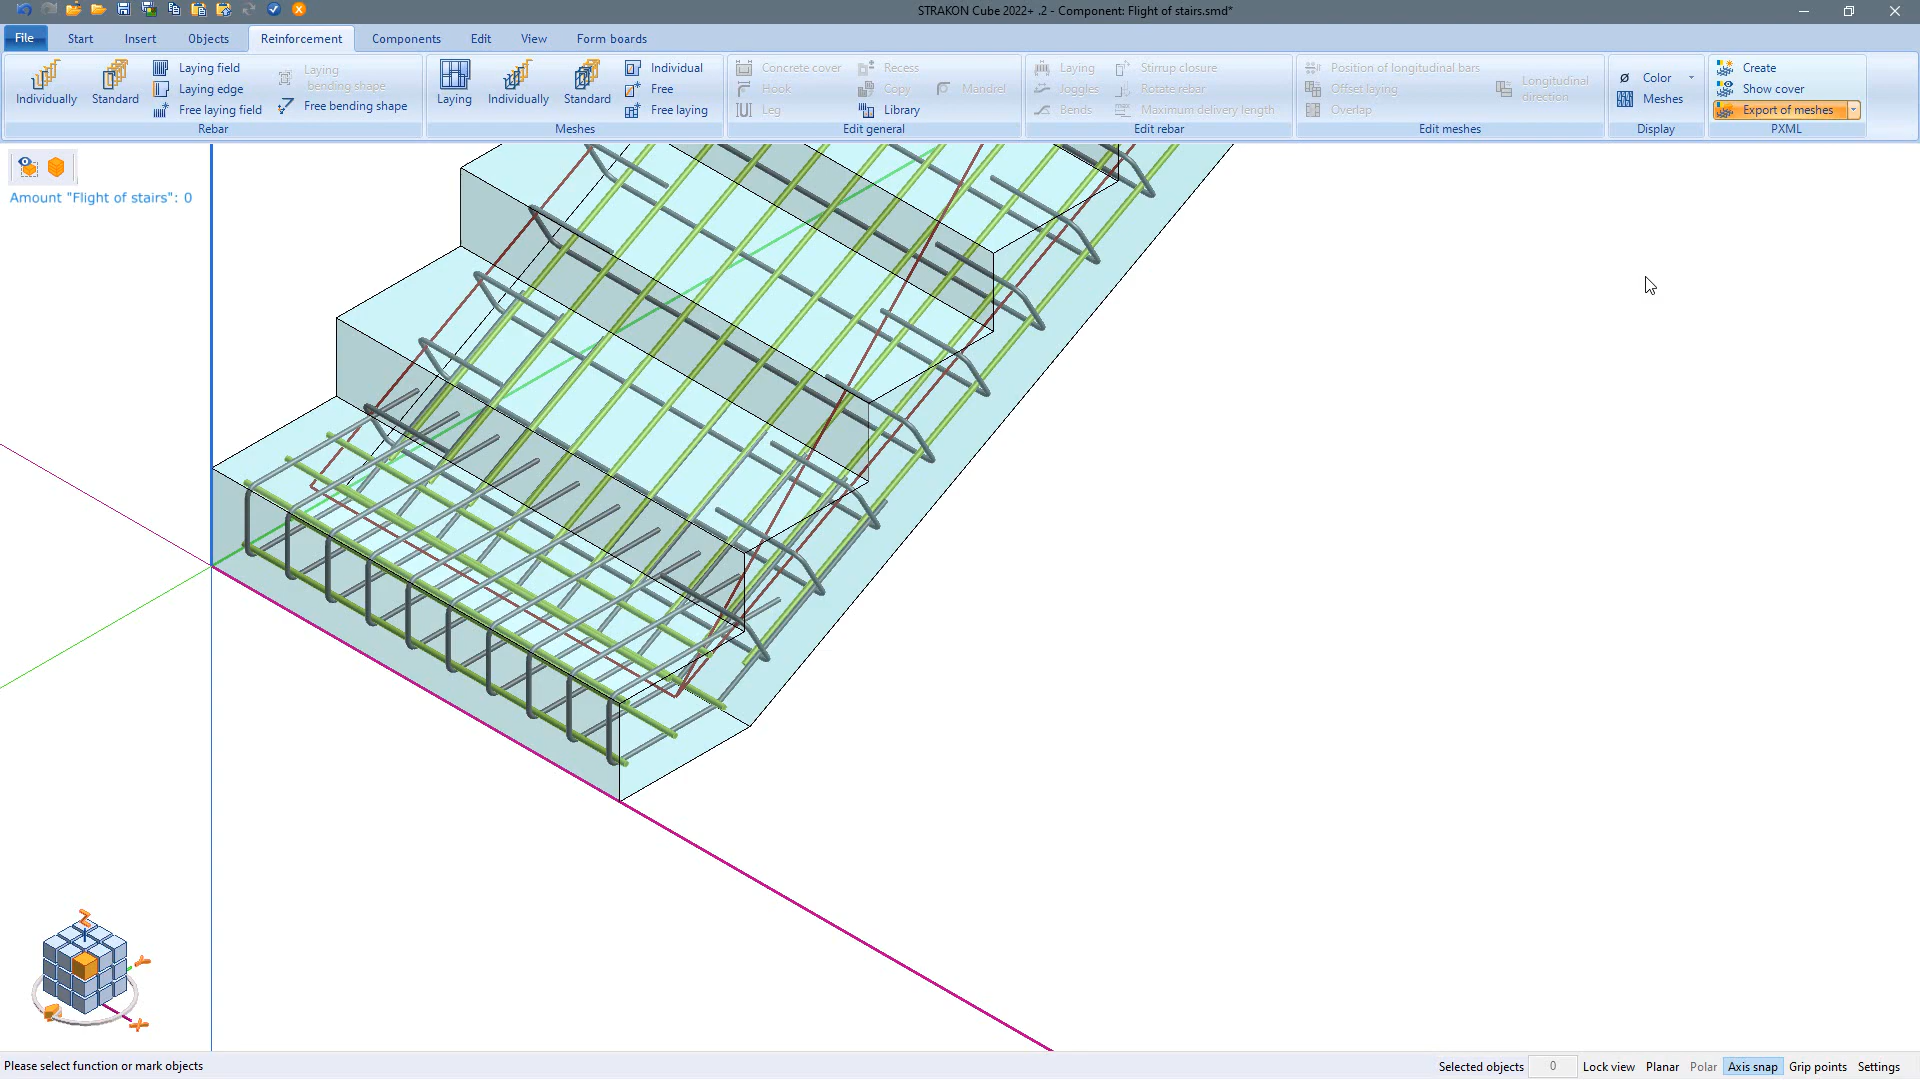 STRAKON Cube 2022+ .2 - Component: Flight of stairs.smd*
File Start Insert Objects Reinforcement Components Edit View Form boards
Individually Standard Laying field Laying edge Free laying field Laying bending shape Free bending shape
Rebar
Laying Individually Standard Individual Free Free laying
Meshes
Concrete cover Hook Leg Recess Copy Library Mandrel
Edit general
Laying Joggles Bends Stirrup closure Rotate rebar Maximum delivery length
Edit rebar
Position of longitudinal bars Offset laying Overlap Longitudinal direction
Edit meshes
Color Meshes
Display
Create Show cover Export of meshes
PXML
Amount "Flight of stairs": 0
Z
Y
X
Please select function or mark objects Selected objects 0 Lock view Planar Polar Axis snap Grip points Settings